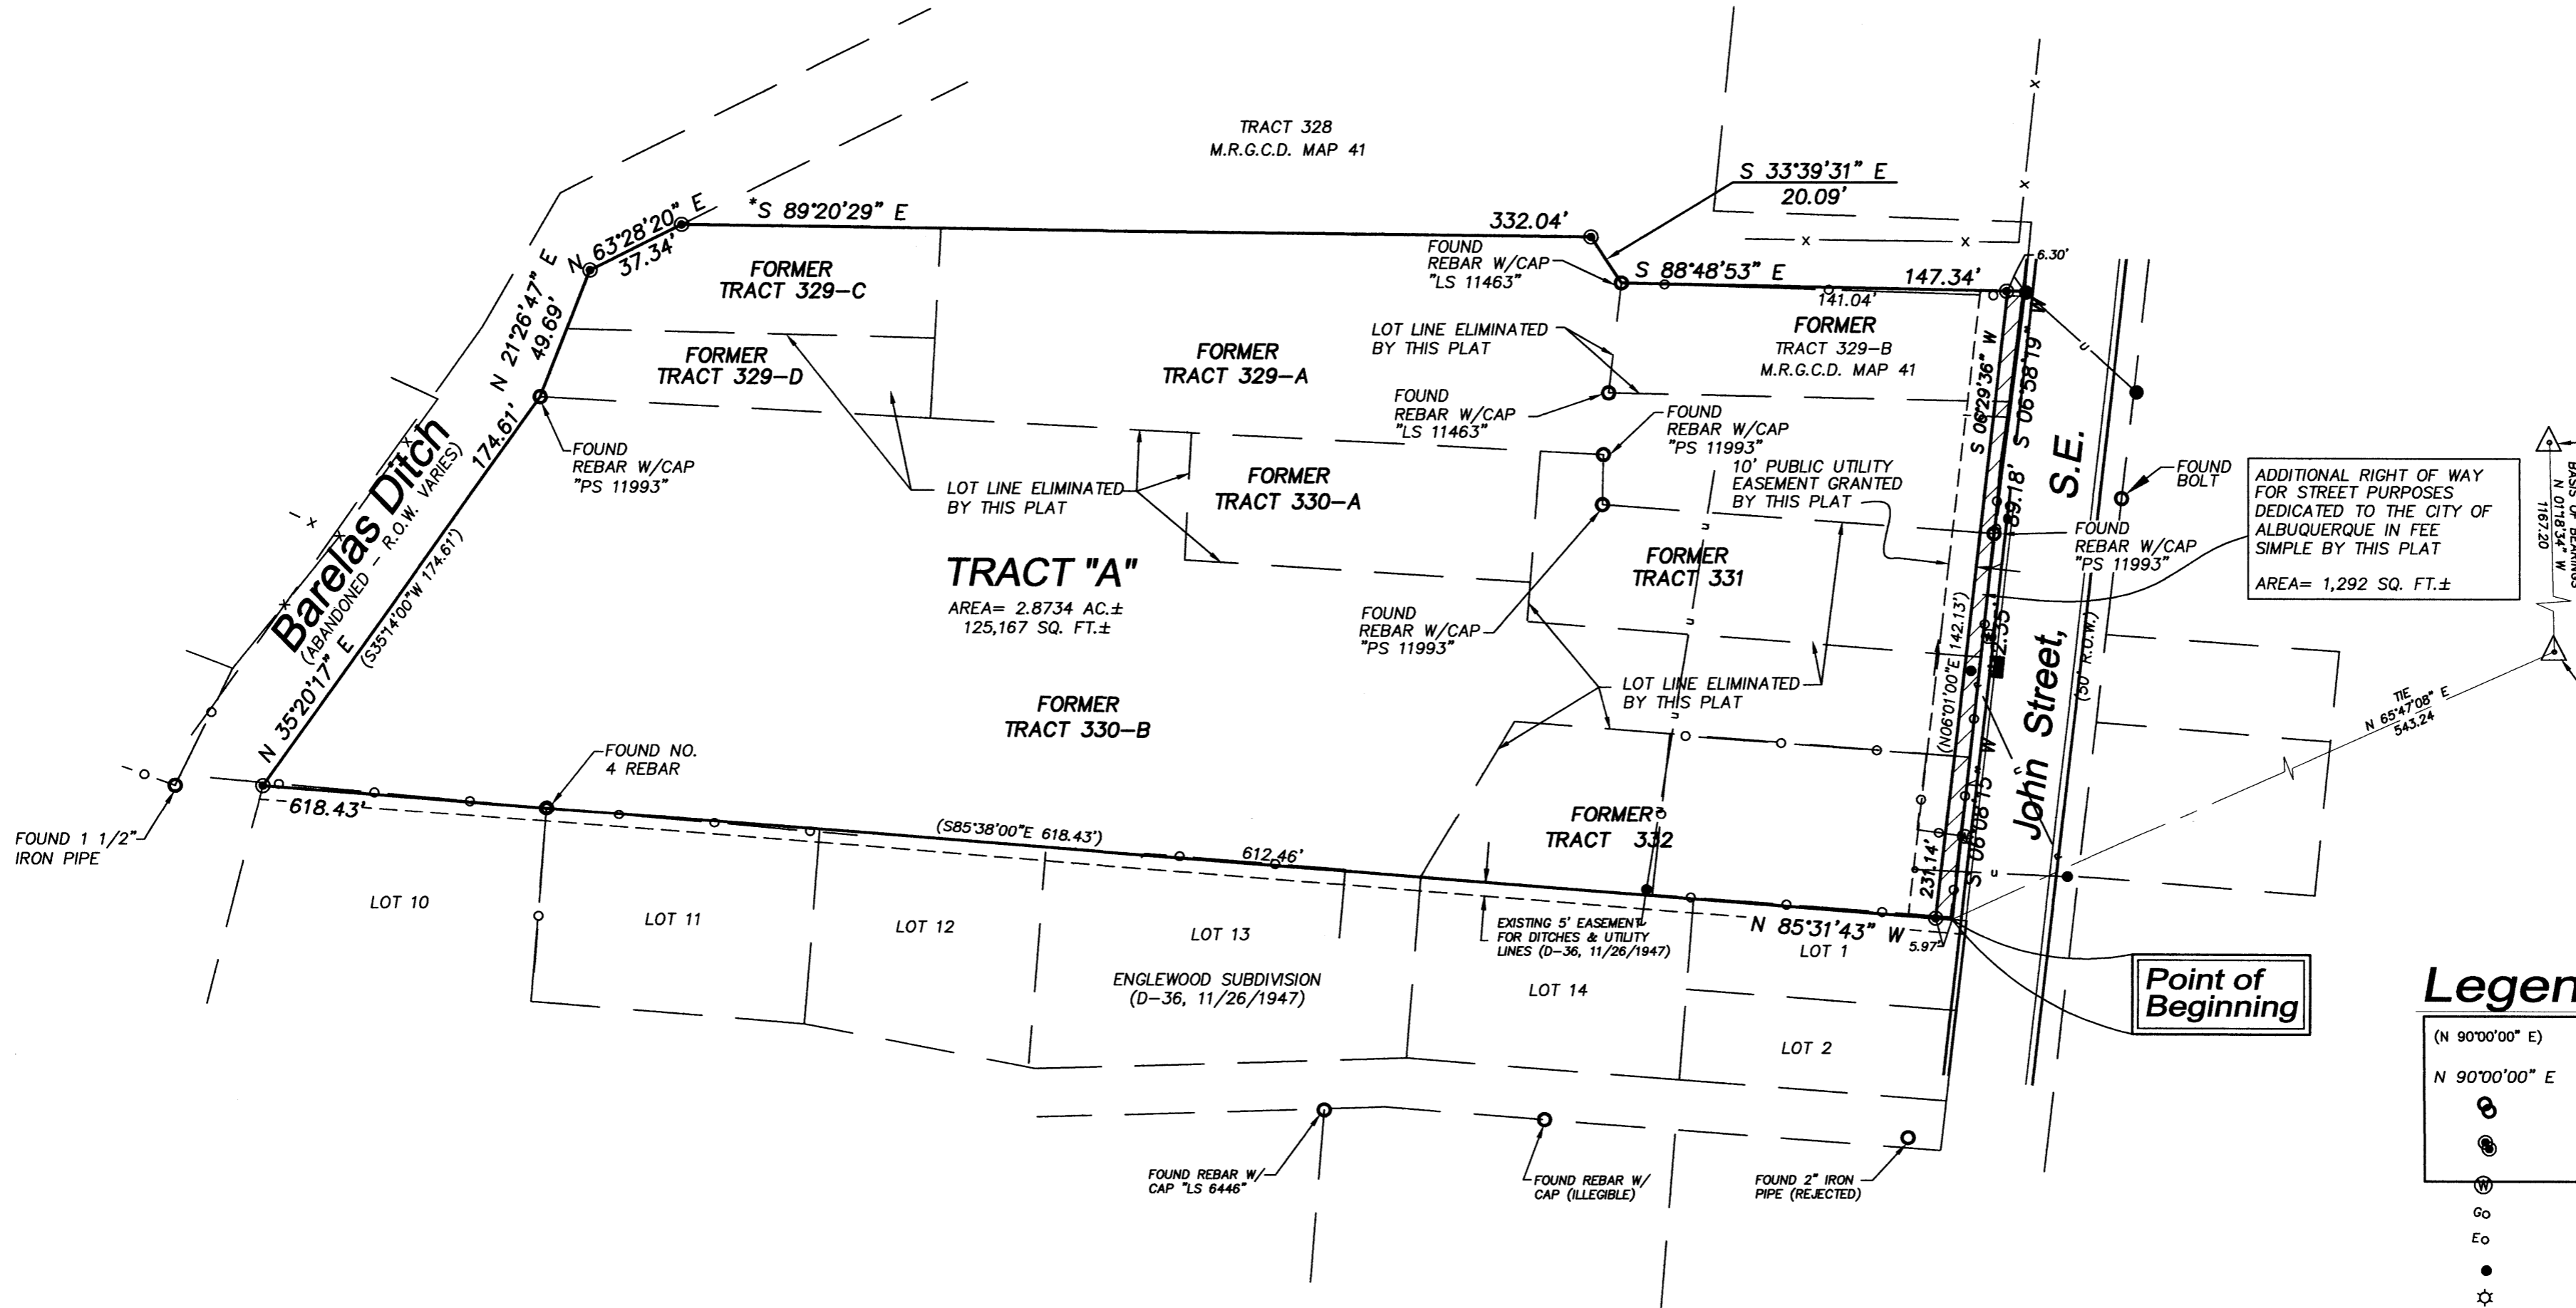 TRACT 328
M.R.G.C.D. MAP 41
S 33°39'31" E
20.09'
*S 89°20'29" E
332.04'
N 63°28'20" E
37.34'
N 21°26'47" E
49.69'
FOUND
REBAR W/CAP
"LS 11463"
S 88°48'53" E
147.34'
6.30'
141.04'
FORMER
TRACT 329-C
FORMER
TRACT 329-D
FORMER
TRACT 329-A
LOT LINE ELIMINATED
BY THIS PLAT
FORMER
TRACT 329-B
M.R.G.C.D. MAP 41
FOUND
REBAR W/CAP
"LS 11463"
FOUND
REBAR W/CAP
"PS 11993"
S 06°29'36" W
S 06°58'19" W
89.18'
174.61'
FOUND
REBAR W/CAP
"PS 11993"
LOT LINE ELIMINATED
BY THIS PLAT
FORMER
TRACT 330-A
10' PUBLIC UTILITY
EASEMENT GRANTED
BY THIS PLAT
FOUND
REBAR W/CAP
"PS 11993"
FOUND
BOLT
ADDITIONAL RIGHT OF WAY
FOR STREET PURPOSES
DEDICATED TO THE CITY OF
ALBUQUERQUE IN FEE
SIMPLE BY THIS PLAT
AREA= 1,292 SQ. FT.±
BASIS OF BEARINGS
N 01°18'34" W
1167.20
Barelas Ditch
(ABANDONED - R.O.W. VARIES)
N 35°20'17" E
(S35°14'00"W 174.61')
TRACT "A"
AREA= 2.8734 AC.±
125,167 SQ. FT.±
FORMER
TRACT 331
FOUND
REBAR W/CAP
"PS 11993"
(N06°01'00"E 142.13')
John Street, S.E.
(50' R.O.W.)
LOT LINE ELIMINATED
BY THIS PLAT
FORMER
TRACT 330-B
TIE
N 65°47'08" E
543.24
FOUND NO.
4 REBAR
618.43'
FOUND 1 1/2"
IRON PIPE
(S85°38'00"E 618.43')
612.46'
FORMER
TRACT 332
231.14'
S 06°08'15" W
LOT 10
LOT 11
LOT 12
LOT 13
EXISTING 5' EASEMENT
FOR DITCHES & UTILITY
LINES (D-36, 11/26/1947)
N 85°31'43" W
5.97'
LOT 1
ENGLEWOOD SUBDIVISION
(D-36, 11/26/1947)
LOT 14
LOT 2
Point of
Beginning
Legen
(N 90°00'00" E)
N 90°00'00" E
W
GO
EO
FOUND REBAR W/
CAP "LS 6446"
FOUND REBAR W/
CAP (ILLEGIBLE)
FOUND 2" IRON
PIPE (REJECTED)